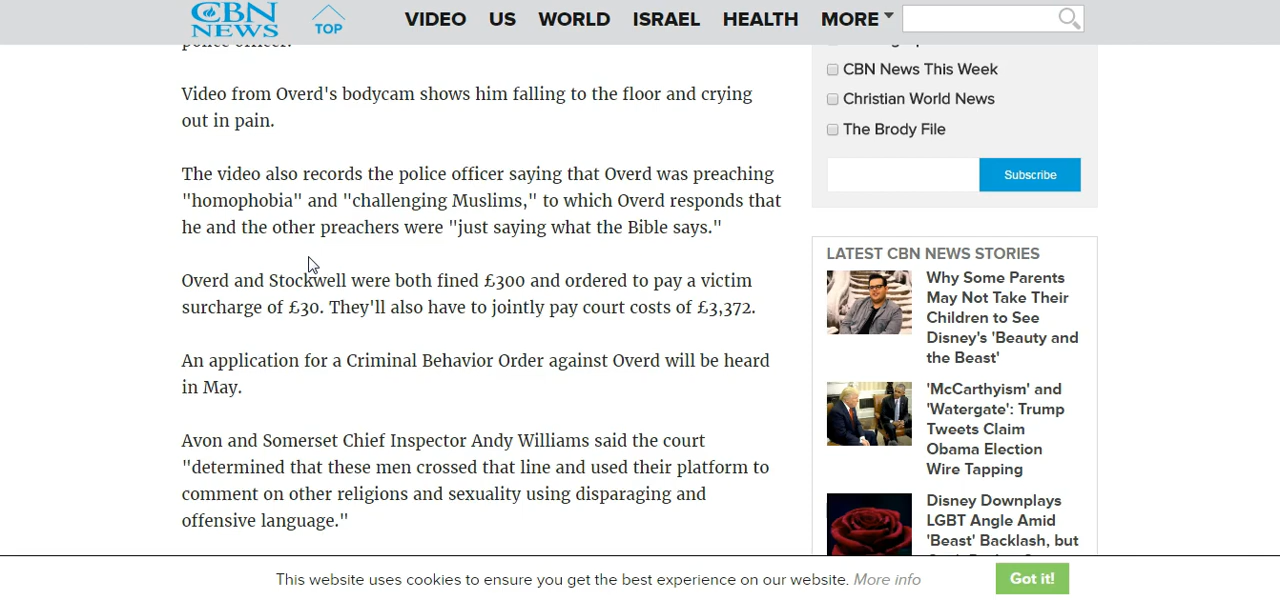 CBN NEWS
TOP
VIDEO US WORLD ISRAEL HEALTH MORE
police officer.
Video from Overd's bodycam shows him falling to the floor and crying
out in pain.
The video also records the police officer saying that Overd was preaching
"homophobia" and "challenging Muslims," to which Overd responds that
he and the other preachers were "just saying what the Bible says."
Overd and Stockwell were both fined £300 and ordered to pay a victim
surcharge of £30. They'll also have to jointly pay court costs of £3,372.
An application for a Criminal Behavior Order against Overd will be heard
in May.
Avon and Somerset Chief Inspector Andy Williams said the court
"determined that these men crossed that line and used their platform to
comment on other religions and sexuality using disparaging and
offensive language."
CBN News This Week
Christian World News
The Brody File
Subscribe
LATEST CBN NEWS STORIES
Why Some Parents
May Not Take Their
Children to See
Disney's 'Beauty and
the Beast'
'McCarthyism' and
'Watergate': Trump
Tweets Claim
Obama Election
Wire Tapping
Disney Downplays
LGBT Angle Amid
'Beast' Backlash, but
This website uses cookies to ensure you get the best experience on our website. More info
Got it!